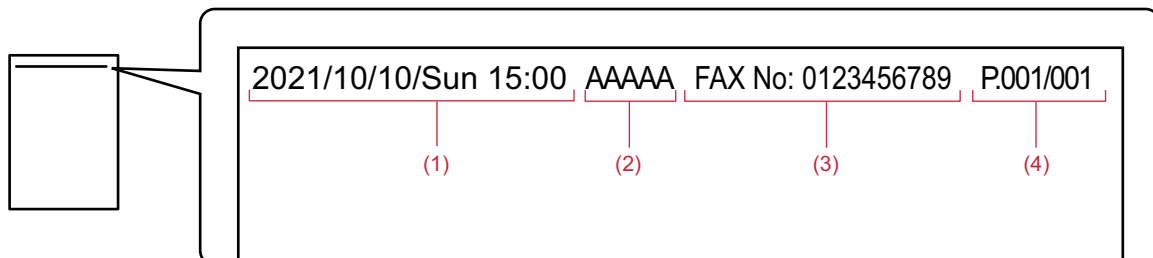 2021/10/10/Sun 15:00 AAAAA FAX No: 0123456789 P.001/001
(1) (2) (3) (4)